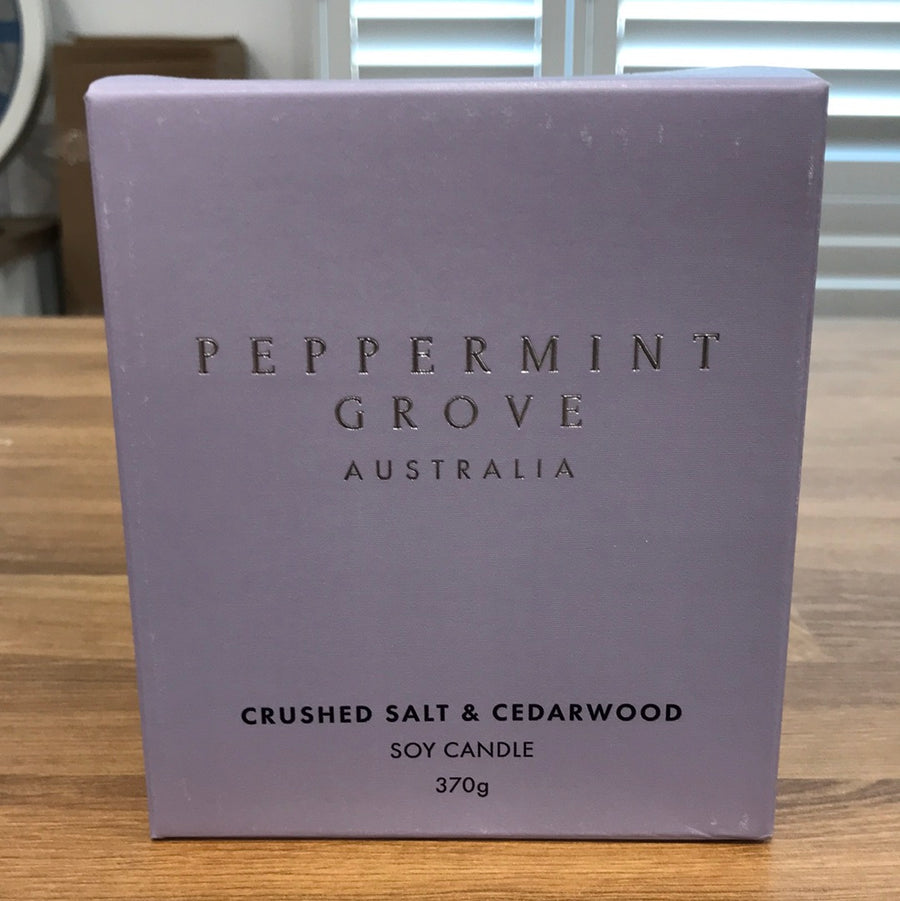 PEPPERMINT
GROVE
AUSTRALIA
CRUSHED SALT & CEDARWOOD
SOY CANDLE
370g